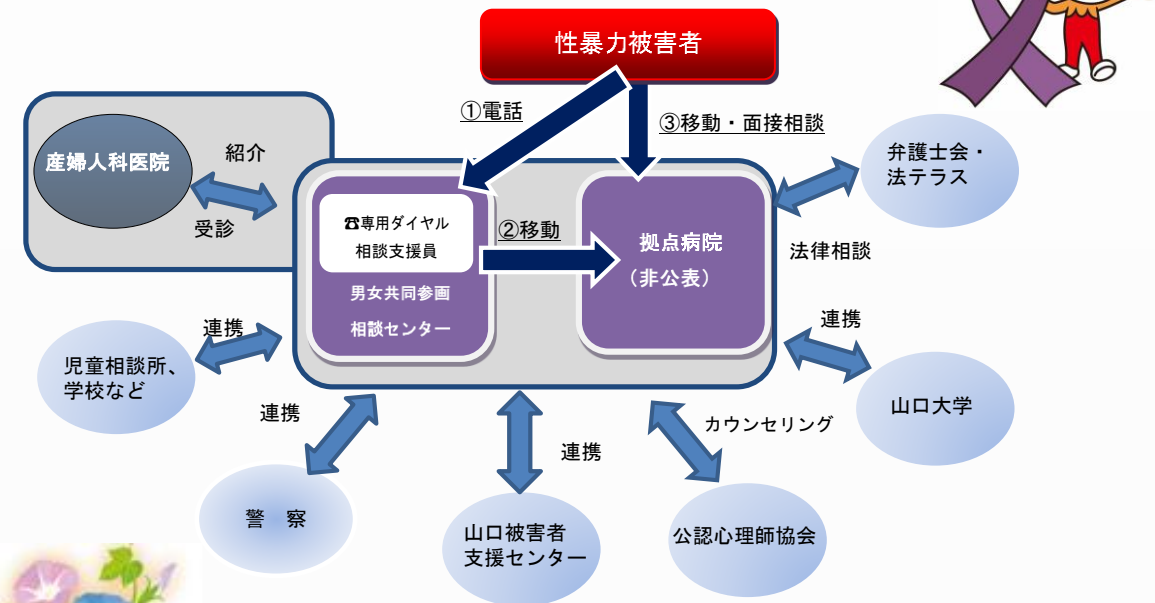 性暴力被害者
①電話
③移動・面接相談
産婦人科医院
紹介
受診
弁護士会・
法テラス
法律相談
☎専用ダイヤル
相談支援員
男女共同参画
相談センター
②移動
拠点病院
（非公表）
連携
児童相談所、
学校など
連携
山口大学
連携
警　察
連携
山口被害者
支援センター
カウンセリング
公認心理師協会